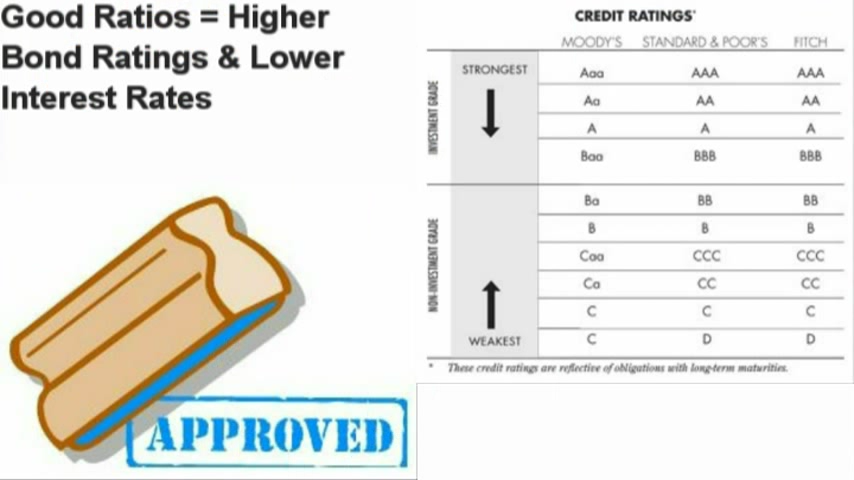 Good Ratios = Higher
Bond Ratings & Lower
Interest Rates
APPROVED
CREDIT RATINGS*
MOODY'S STANDARD & POOR'S FITCH
INVESTMENT GRADE
STRONGEST Aaa AAA AAA
Aa AA AA
A A A
Baa BBB BBB
NON-INVESTMENT GRADE
Ba BB BB
B B B
Caa CCC CCC
Ca CC CC
C C C
WEAKEST C D D
* These credit ratings are reflective of obligations with long-term maturities.